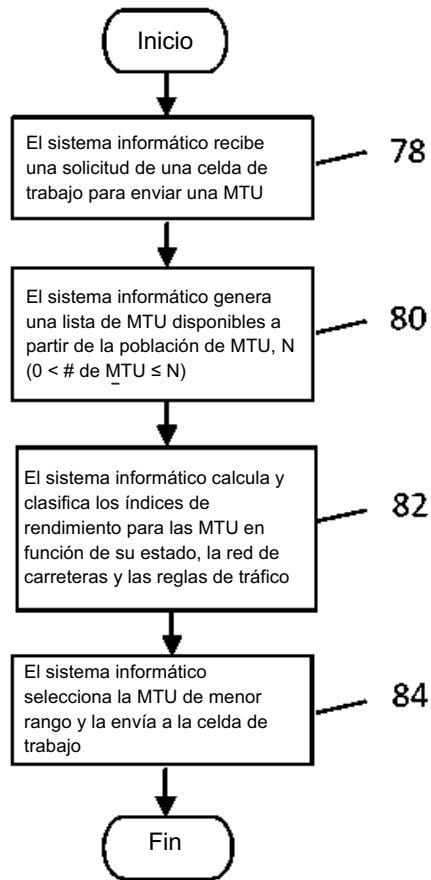 Inicio
El sistema informático recibe
una solicitud de una celda de
trabajo para enviar una MTU
78
El sistema informático genera
una lista de MTU disponibles a
partir de la población de MTU, N
(0 < # de MTU ≤ N)
80
El sistema informático calcula y
clasifica los índices de
rendimiento para las MTU en
función de su estado, la red de
carreteras y las reglas de tráfico
82
El sistema informático
selecciona la MTU de menor
rango y la envía a la celda de
trabajo
84
Fin